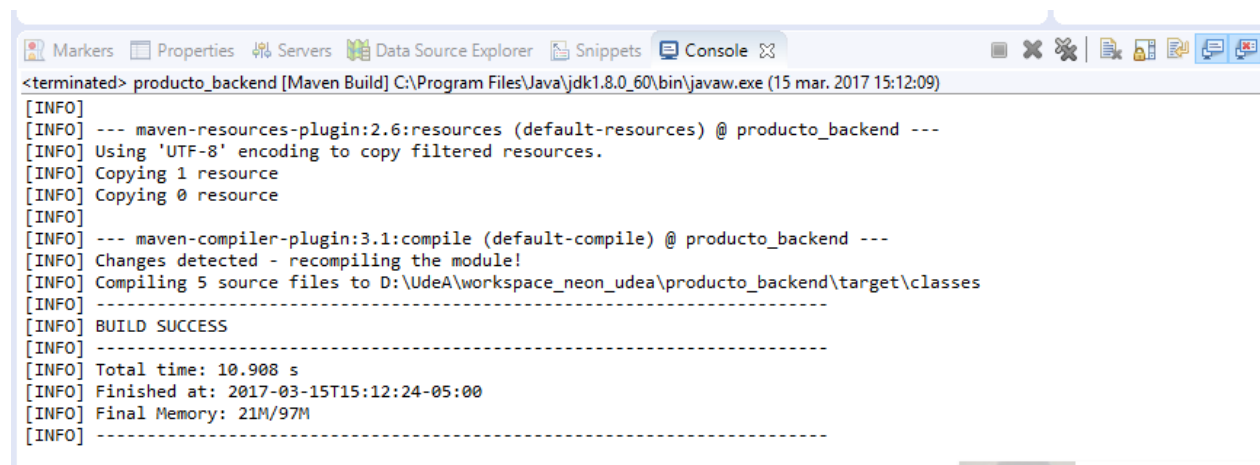 Markers Properties Servers Data Source Explorer Snippets Console
<terminated> producto_backend [Maven Build] C:\Program Files\Java\jdk1.8.0_60\bin\javaw.exe (15 mar. 2017 15:12:09)
[INFO]
[INFO] --- maven-resources-plugin:2.6:resources (default-resources) @ producto_backend ---
[INFO] Using 'UTF-8' encoding to copy filtered resources.
[INFO] Copying 1 resource
[INFO] Copying 0 resource
[INFO]
[INFO] --- maven-compiler-plugin:3.1:compile (default-compile) @ producto_backend ---
[INFO] Changes detected - recompiling the module!
[INFO] Compiling 5 source files to D:\UdeA\workspace_neon_udea\producto_backend\target\classes
[INFO] ------------------------------------------------------------------------
[INFO] BUILD SUCCESS
[INFO] ------------------------------------------------------------------------
[INFO] Total time: 10.908 s
[INFO] Finished at: 2017-03-15T15:12:24-05:00
[INFO] Final Memory: 21M/97M
[INFO] ------------------------------------------------------------------------